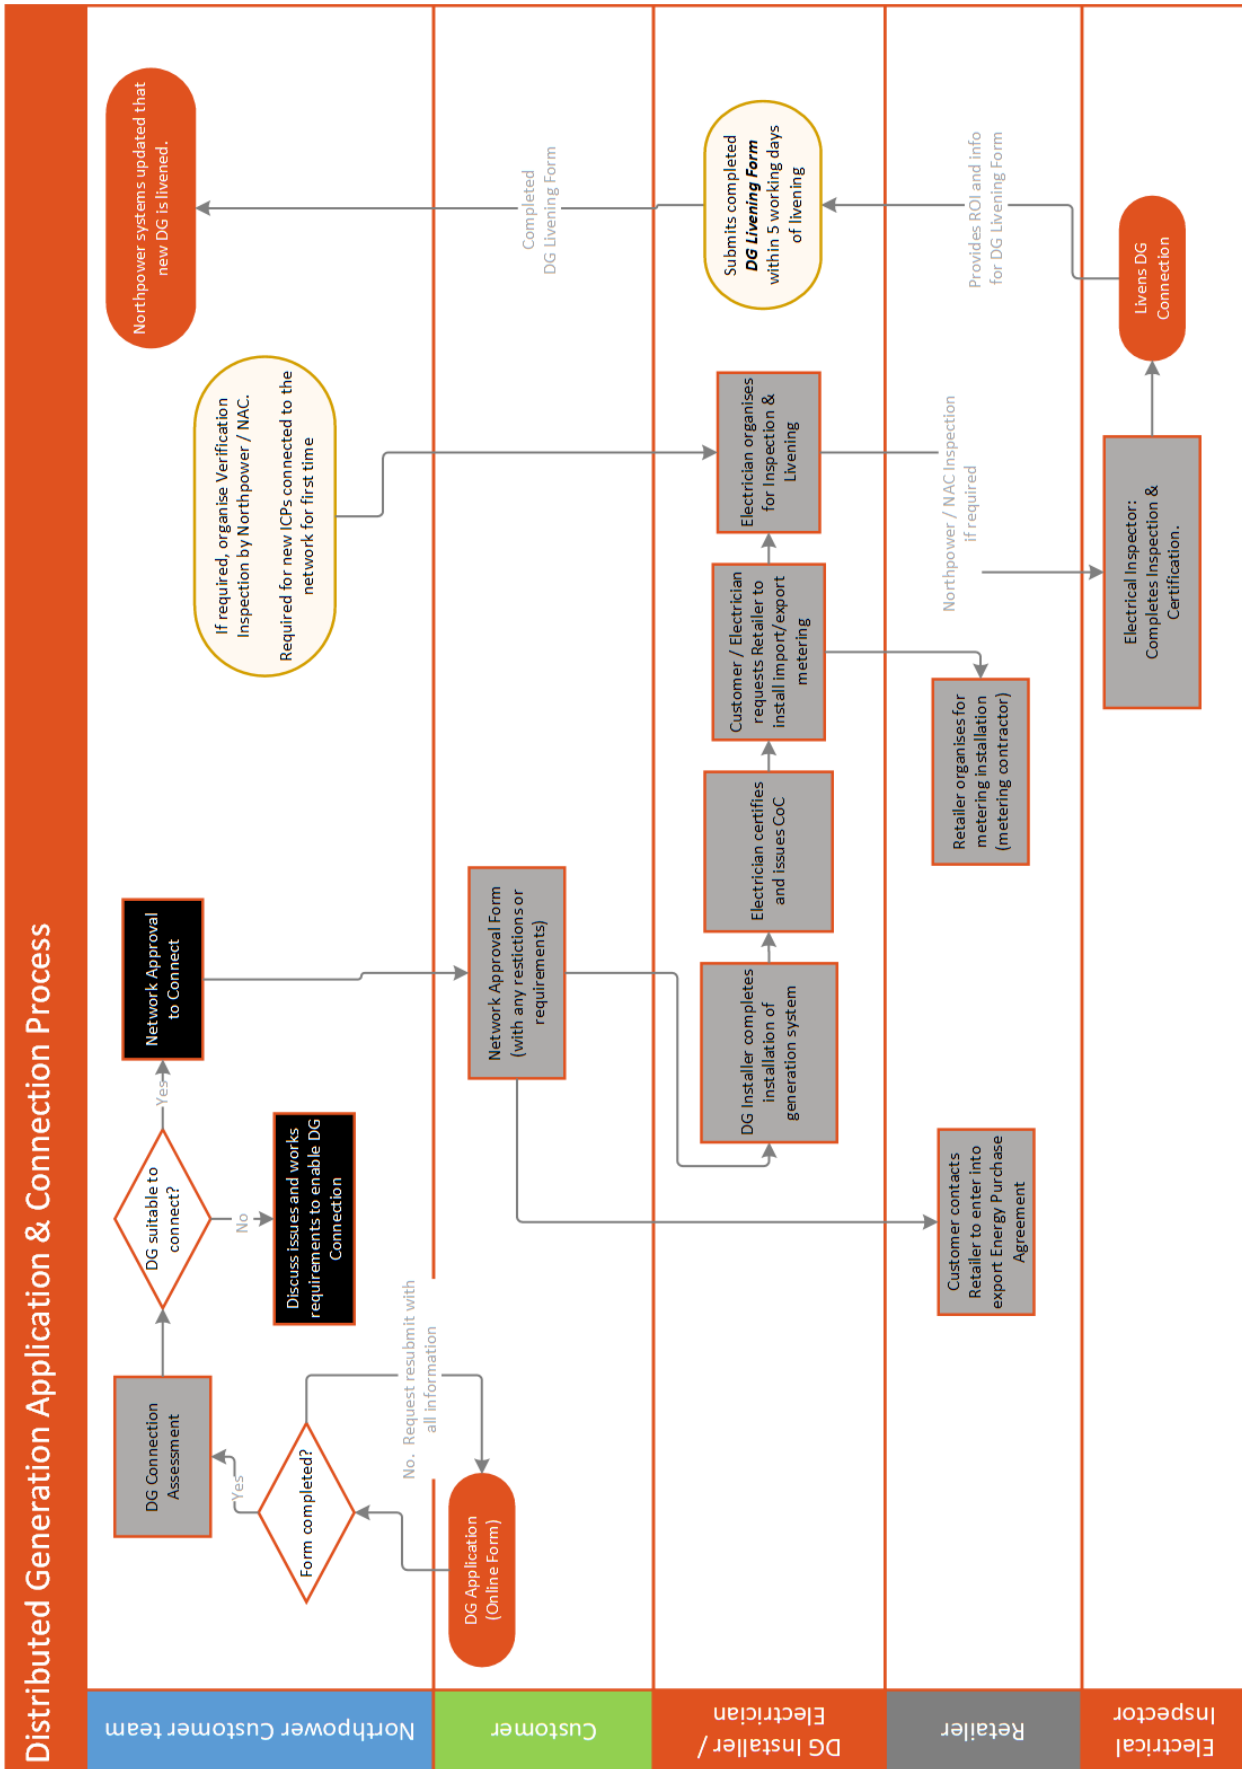 Distributed Generation Application & Connection Process
Northpower Customer team
DG Connection
Assessment
Form completed?
Yes
No.  Request resubmit with
all information
DG suitable to
connect?
Yes
No
Network Approval
to Connect
Discuss issues and works
requirements to enable DG
Connection
If required, organise Verification
Inspection by Northpower / NAC.
Required for new ICPs connected to the
network for first time
Northpower systems updated that
new DG is livened.
Customer
DG Application
(Online Form)
Network Approval Form
(with any restictions or
requirements)
Completed
DG Livening Form
DG Installer /
Electrician
DG Installer completes
installation of
generation system
Electrician certifies
and issues CoC
Customer / Electrician
requests Retailer to
install import/export
metering
Electrician organises
for Inspection &
Livening
Submits completed
DG Livening Form
within 5 working days
of livening
Retailer
Customer contacts
Retailer to enter into
export Energy Purchase
Agreement
Retailer organises for
metering installation
(metering contractor)
Northpower / NAC Inspection
if required
Provides ROI and info
for DG Livening Form
Electrical
Inspector
Electrical Inspector:
Completes Inspection &
Certification.
Livens DG
Connection